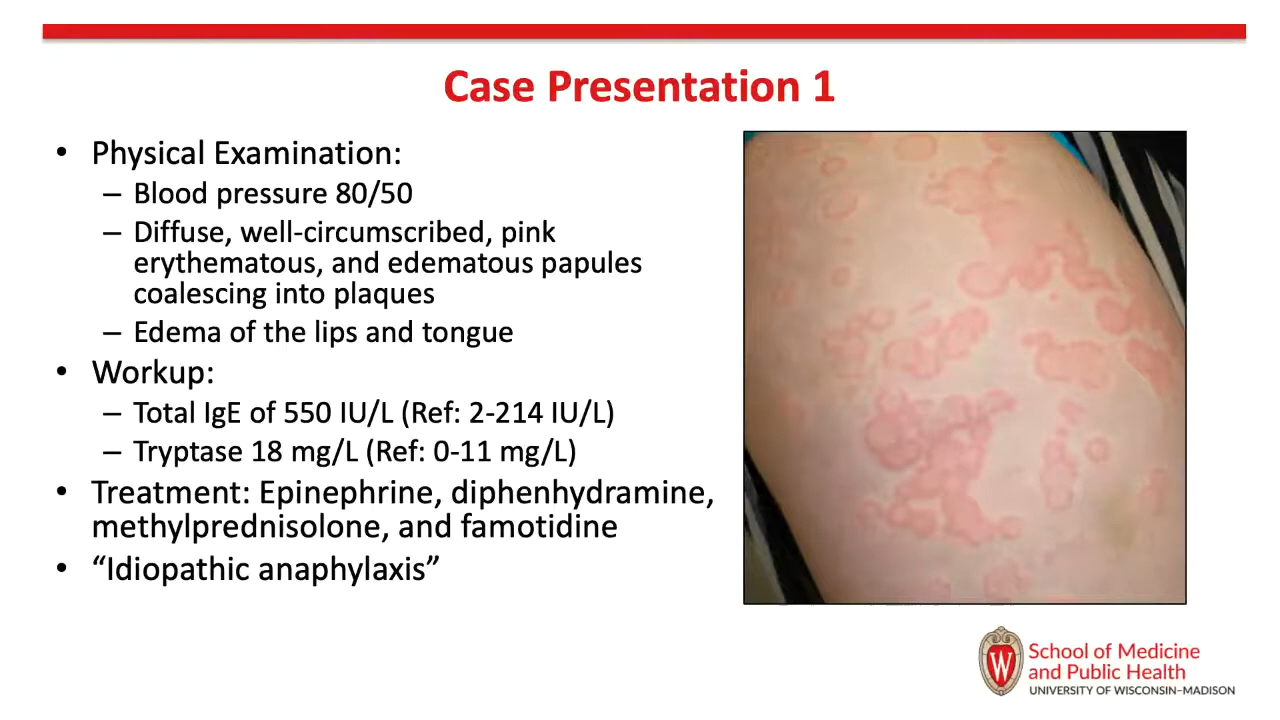 Case Presentation 1
• Physical Examination:
– Blood pressure 80/50
– Diffuse, well-circumscribed, pink
erythematous, and edematous papules
coalescing into plaques
– Edema of the lips and tongue
• Workup:
– Total IgE of 550 IU/L (Ref: 2-214 IU/L)
– Tryptase 18 mg/L (Ref: 0-11 mg/L)
• Treatment: Epinephrine, diphenhydramine,
methylprednisolone, and famotidine
• “Idiopathic anaphylaxis”
W
School of Medicine
and Public Health
UNIVERSITY OF WISCONSIN–MADISON